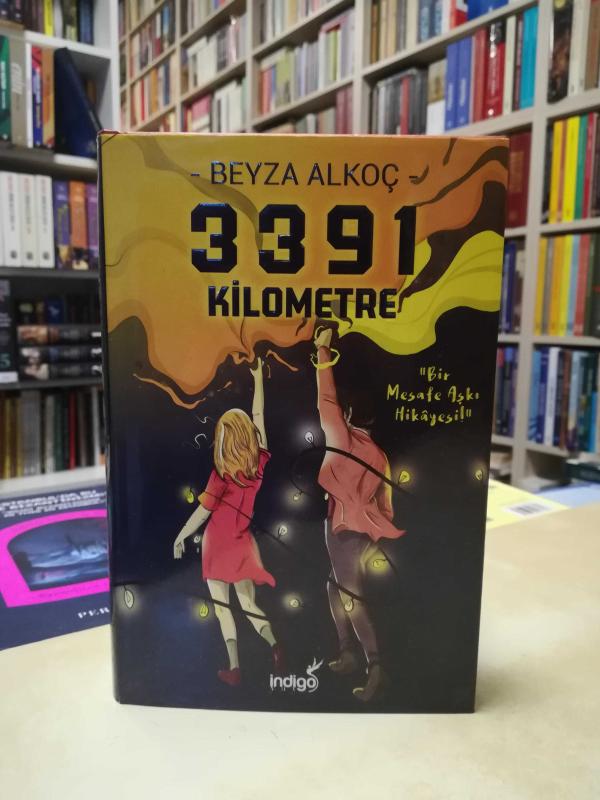 - BEYZA ALKOÇ -
3391
KİLOMETRE
"Bir
Mesafe Aşkı
Hikâyesi!"
indigo